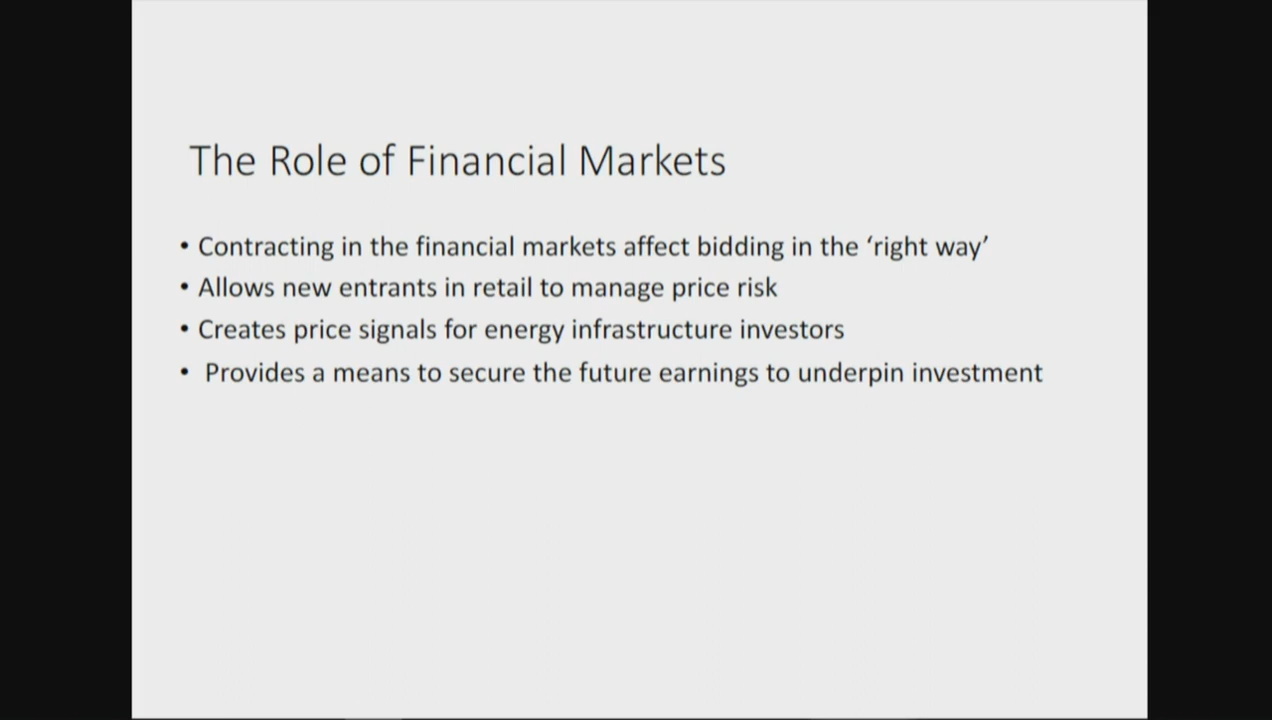 The Role of Financial Markets
• Contracting in the financial markets affect bidding in the ‘right way’
• Allows new entrants in retail to manage price risk
• Creates price signals for energy infrastructure investors
• Provides a means to secure the future earnings to underpin investment